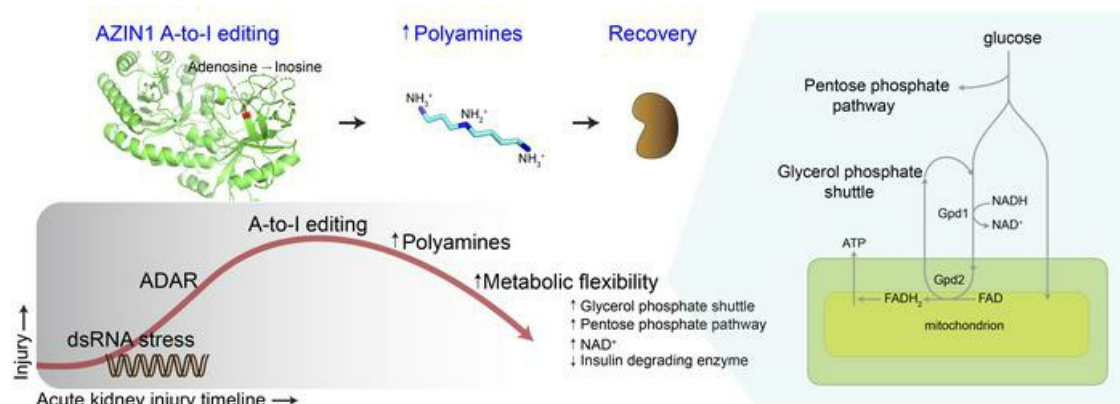 AZIN1 A-to-I editing
↑ Polyamines
Recovery
Adenosine → Inosine
NH₃⁺
NH₂⁺
NH₃⁺
A-to-I editing
↑ Polyamines
ADAR
↑ Metabolic flexibility
↑ Glycerol phosphate shuttle
↑ Pentose phosphate pathway
↑ NAD⁺
↓ Insulin degrading enzyme
dsRNA stress
Injury →
Acute kidney injury timeline →
glucose
Pentose phosphate
pathway
Glycerol phosphate
shuttle
Gpd1
NADH
NAD⁺
ATP
Gpd2
FADH₂
FAD
mitochondrion